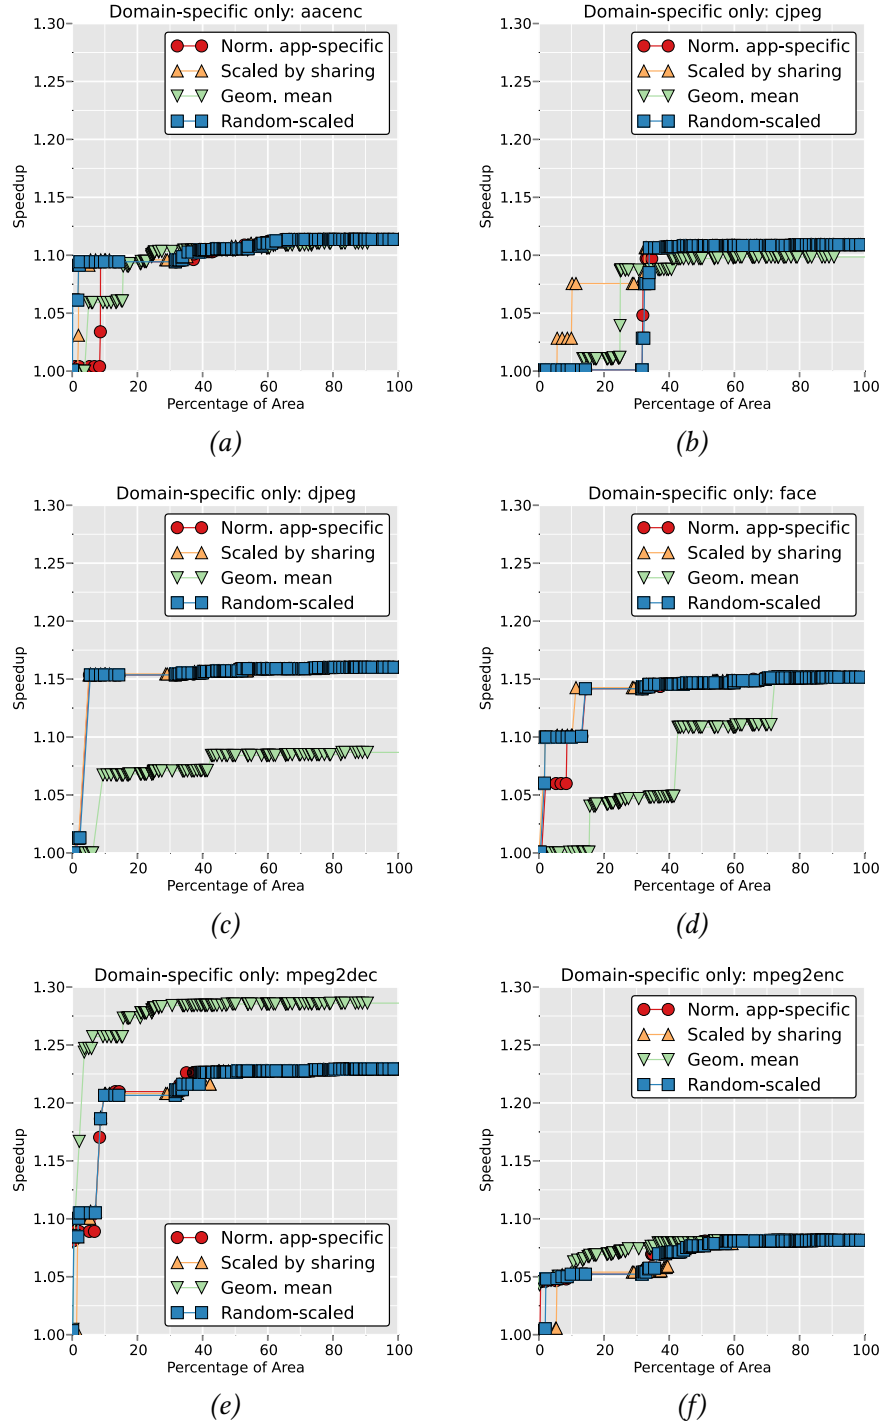 Domain-specific only: aacenc
1.30
1.25
1.20
1.15
1.10
1.05
1.00
Speedup
Norm. app-specific
Scaled by sharing
Geom. mean
Random-scaled
0 20 40 60 80 100
Percentage of Area
(a)
Domain-specific only: cjpeg
1.30
1.25
1.20
1.15
1.10
1.05
1.00
Speedup
Norm. app-specific
Scaled by sharing
Geom. mean
Random-scaled
0 20 40 60 80 100
Percentage of Area
(b)
Domain-specific only: djpeg
1.30
1.25
1.20
1.15
1.10
1.05
1.00
Speedup
Norm. app-specific
Scaled by sharing
Geom. mean
Random-scaled
0 20 40 60 80 100
Percentage of Area
(c)
Domain-specific only: face
1.30
1.25
1.20
1.15
1.10
1.05
1.00
Speedup
Norm. app-specific
Scaled by sharing
Geom. mean
Random-scaled
0 20 40 60 80 100
Percentage of Area
(d)
Domain-specific only: mpeg2dec
1.30
1.25
1.20
1.15
1.10
1.05
1.00
Speedup
Norm. app-specific
Scaled by sharing
Geom. mean
Random-scaled
0 20 40 60 80 100
Percentage of Area
(e)
Domain-specific only: mpeg2enc
1.30
1.25
1.20
1.15
1.10
1.05
1.00
Speedup
Norm. app-specific
Scaled by sharing
Geom. mean
Random-scaled
0 20 40 60 80 100
Percentage of Area
(f)